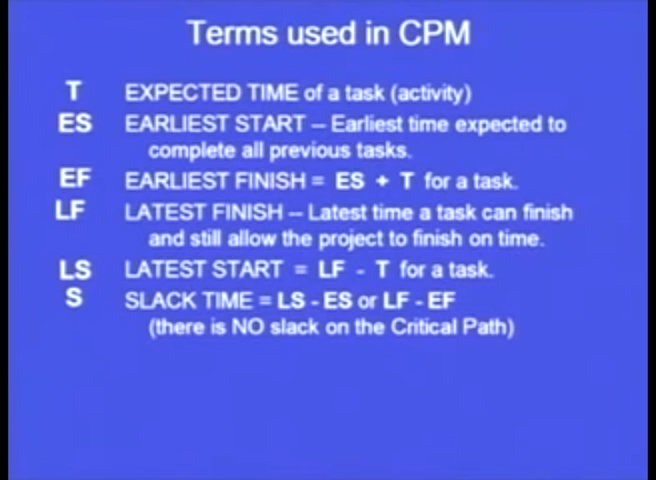 Terms used in CPM
T EXPECTED TIME of a task (activity)
ES EARLIEST START – Earliest time expected to
complete all previous tasks.
EF EARLIEST FINISH = ES + T for a task.
LF LATEST FINISH – Latest time a task can finish
and still allow the project to finish on time.
LS LATEST START = LF - T for a task.
S SLACK TIME = LS - ES or LF - EF
(there is NO slack on the Critical Path)